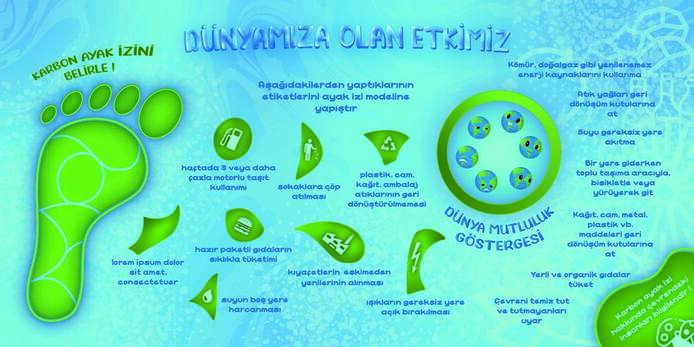 DÜNYAMIZA OLAN ETKİMİZ
KARBON AYAK İZİNİ
BELİRLE !
Aşağıdakilerden yaptıklarının
etiketlerini ayak izi modeline
yapıştır
haftada 3 veya daha
fazla motorlu taşıt
kullanımı
sokaklara çöp
atılması
plastik, cam,
kağıt, ambalaj
atıklarının geri
dönüştürülmemesi
lorem ipsum dolor
sit amet,
consectetuer
hazır paketli gıdaların
sıklıkla tüketimi
kıyafetlerin eskimeden
yenilerinin alınması
suyun boş yere
harcanması
ışıkların gereksiz yere
açık bırakılması
DÜNYA MUTLULUK
GÖSTERGESİ
Kömür, doğalgaz gibi yenilenemez
enerji kaynaklarını kullanma
Atık yağları geri
dönüşüm kutularına
at
Suyu gereksiz yere
akıtma
Bir yere giderken
toplu taşıma aracıyla,
bisikletle veya
yürüyerek git
Kağıt, cam, metal,
plastik vb.
maddeleri geri
dönüşüm kutularına
at
Yerli ve organik gıdalar
tüket
Çevreni temiz tut
ve tutmayanları
uyar
Karbon ayak izi
hakkında çevrendeki
insanları bilgilendir !